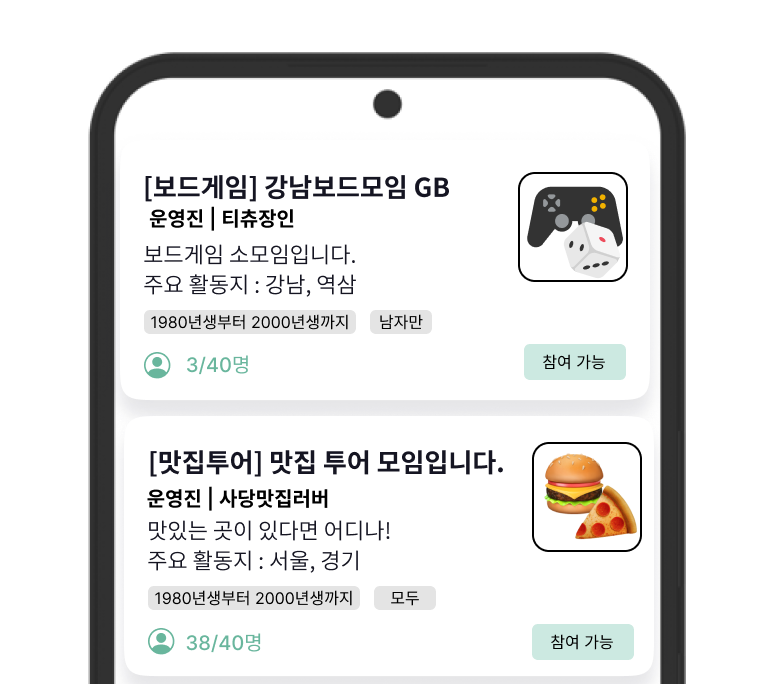 [보드게임] 강남보드모임 GB
운영진 | 티츄장인
보드게임 소모임입니다.
주요 활동지 : 강남, 역삼
1980년생부터 2000년생까지 남자만
3/40명 참여 가능
[맛집투어] 맛집 투어 모임입니다.
운영진 | 사당맛집러버
맛있는 곳이 있다면 어디나!
주요 활동지 : 서울, 경기
1980년생부터 2000년생까지 모두
38/40명 참여 가능